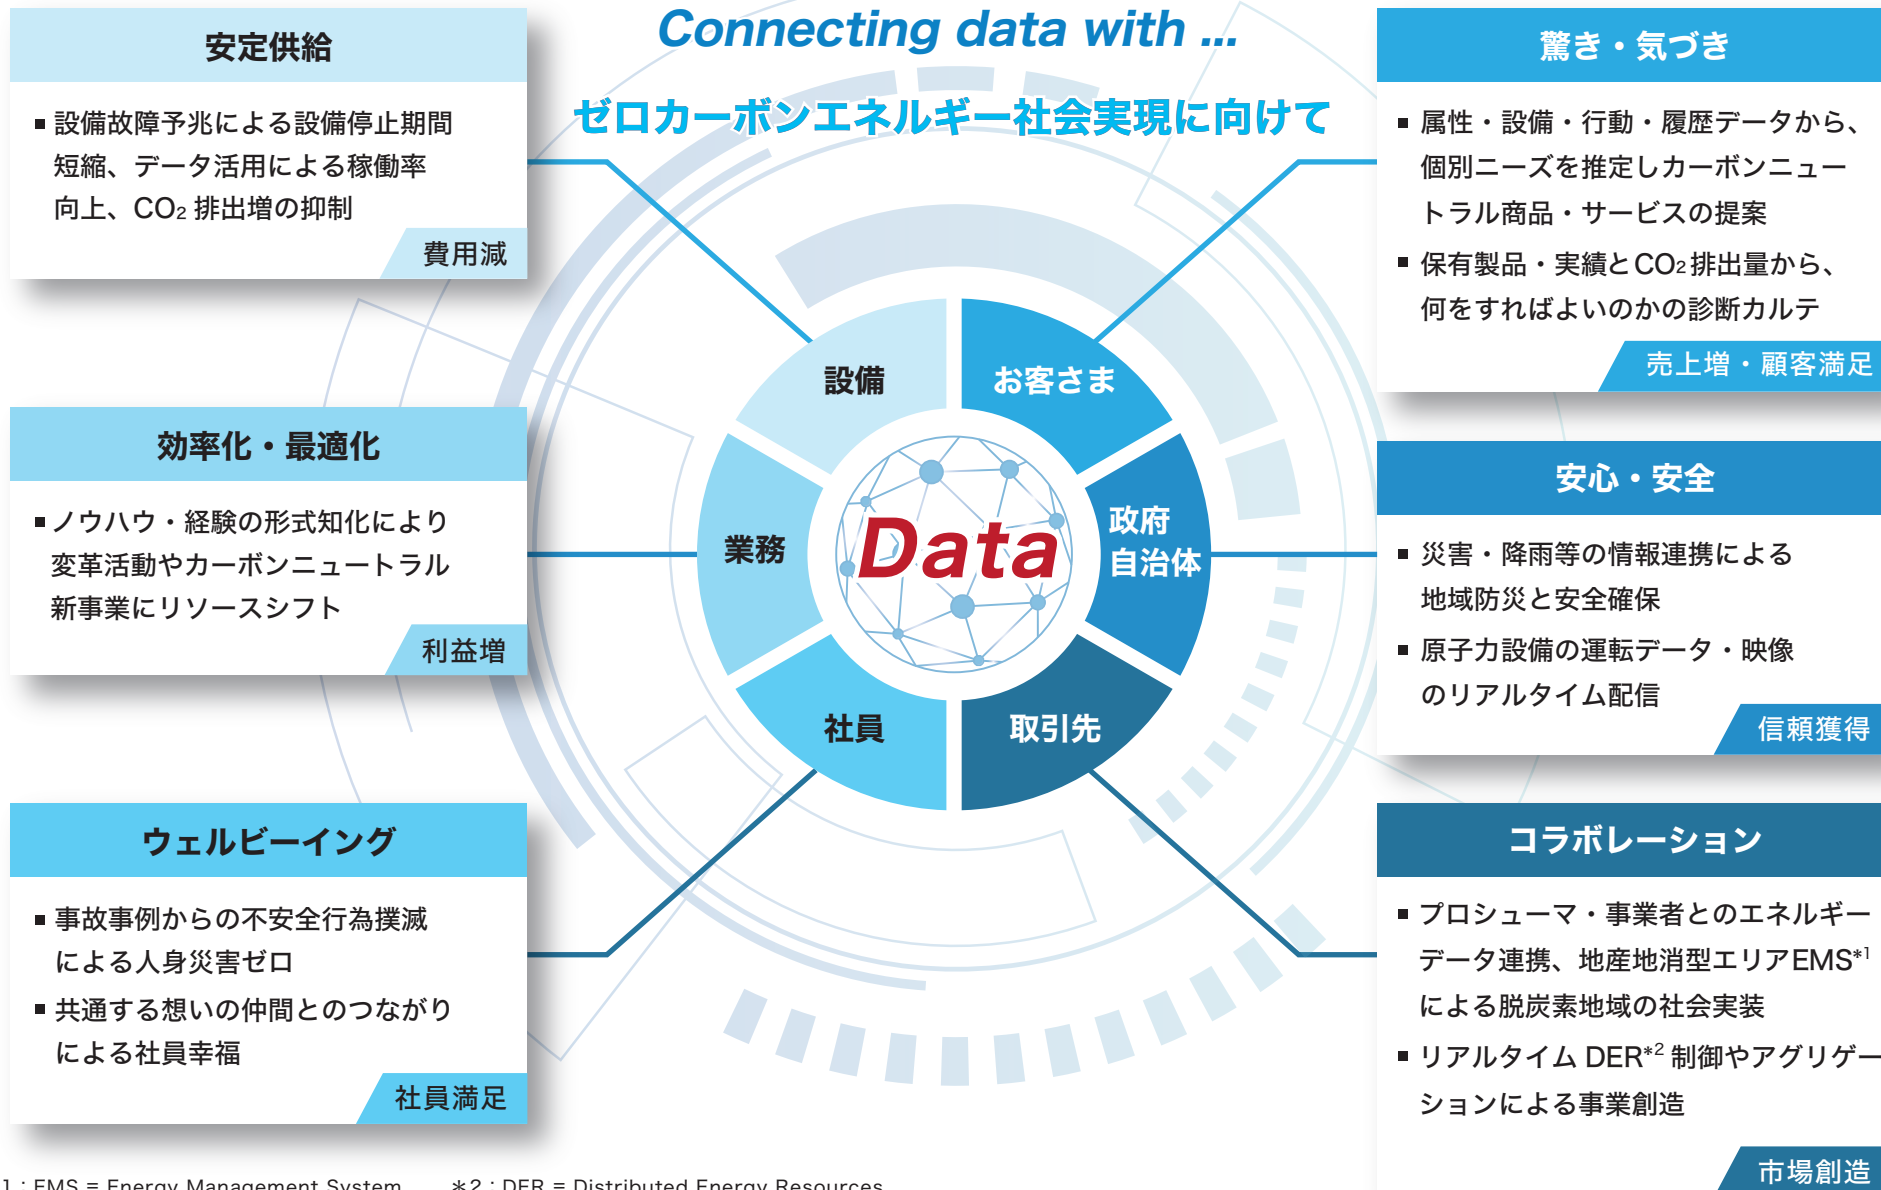 Connecting data with ...
ゼロカーボンエネルギー社会実現に向けて
安定供給
▪ 設備故障予兆による設備停止期間
短縮、データ活用による稼働率
向上、CO₂ 排出増の抑制
費用減
効率化・最適化
▪ ノウハウ・経験の形式知化により
変革活動やカーボンニュートラル
新事業にリソースシフト
利益増
ウェルビーイング
▪ 事故事例からの不安全行為撲滅
による人身災害ゼロ
▪ 共通する想いの仲間とのつながり
による社員幸福
社員満足
設備
お客さま
業務
Data
政府
自治体
社員
取引先
驚き・気づき
▪ 属性・設備・行動・履歴データから、
個別ニーズを推定しカーボンニュー
トラル商品・サービスの提案
▪ 保有製品・実績とCO₂ 排出量から、
何をすればよいのかの診断カルテ
売上増・顧客満足
安心・安全
▪ 災害・降雨等の情報連携による
地域防災と安全確保
▪ 原子力設備の運転データ・映像
のリアルタイム配信
信頼獲得
コラボレーション
▪ プロシューマ・事業者とのエネルギー
データ連携、地産地消型エリアEMS*¹
による脱炭素地域の社会実装
▪ リアルタイム DER*² 制御やアグリゲー
ションによる事業創造
市場創造
1：EMS = Energy Management System　＊2：DER = Distributed Energy Resources